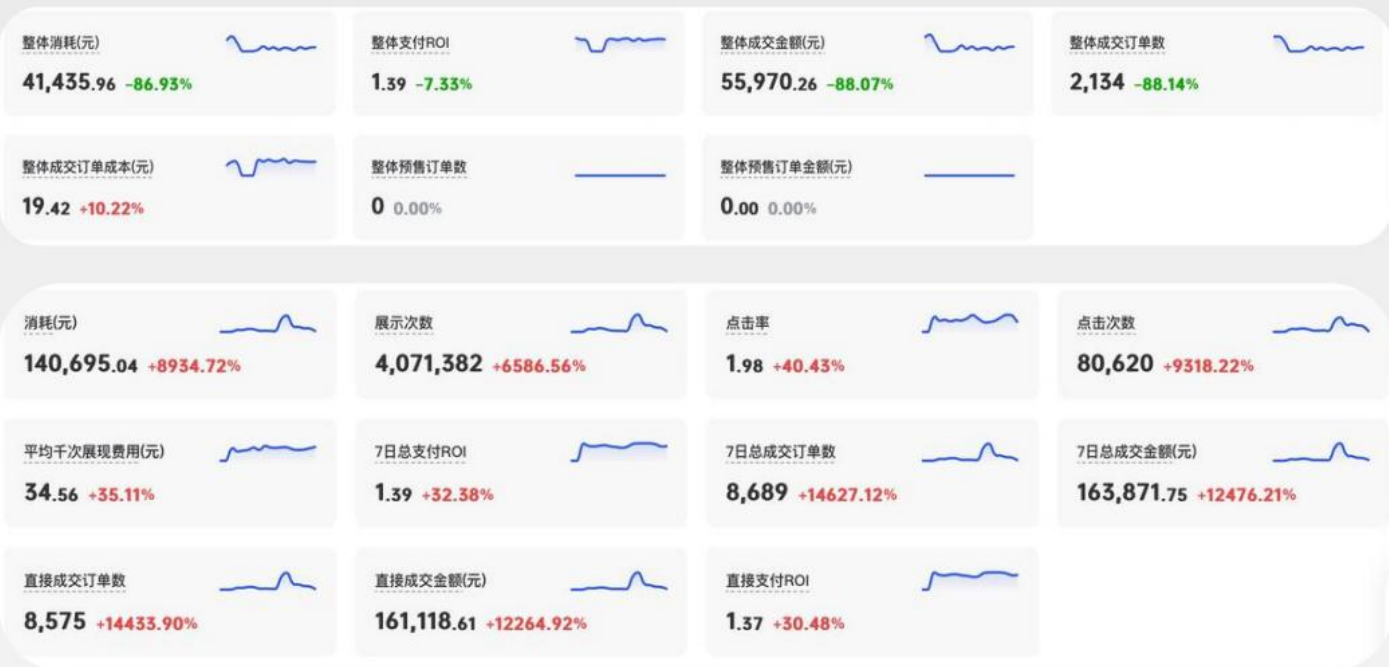 整体消耗(元)
41,435.96 -86.93%
整体支付ROI
1.39 -7.33%
整体成交金额(元)
55,970.26 -88.07%
整体成交订单数
2,134 -88.14%
整体成交订单成本(元)
19.42 +10.22%
整体预售订单数
0 0.00%
整体预售订单金额(元)
0.00 0.00%
消耗(元)
140,695.04 +8934.72%
展示次数
4,071,382 +6586.56%
点击率
1.98 +40.43%
点击次数
80,620 +9318.22%
平均千次展现费用(元)
34.56 +35.11%
7日总支付ROI
1.39 +32.38%
7日总成交订单数
8,689 +14627.12%
7日总成交金额(元)
163,871.75 +12476.21%
直接成交订单数
8,575 +14433.90%
直接成交金额(元)
161,118.61 +12264.92%
直接支付ROI
1.37 +30.48%